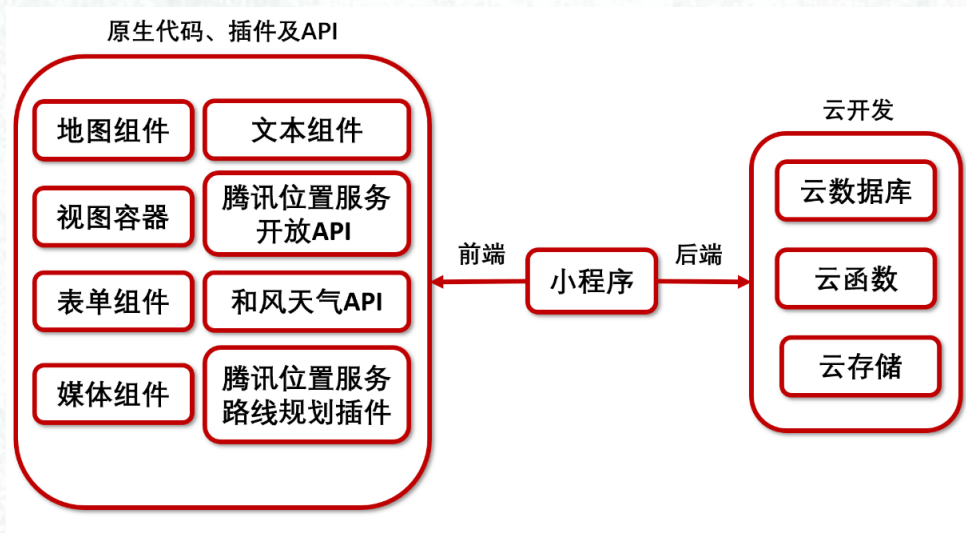 原生代码、插件及API
地图组件
文本组件
视图容器
腾讯位置服务
开放API
表单组件
和风天气API
媒体组件
腾讯位置服务
路线规划插件
前端
小程序
后端
云开发
云数据库
云函数
云存储